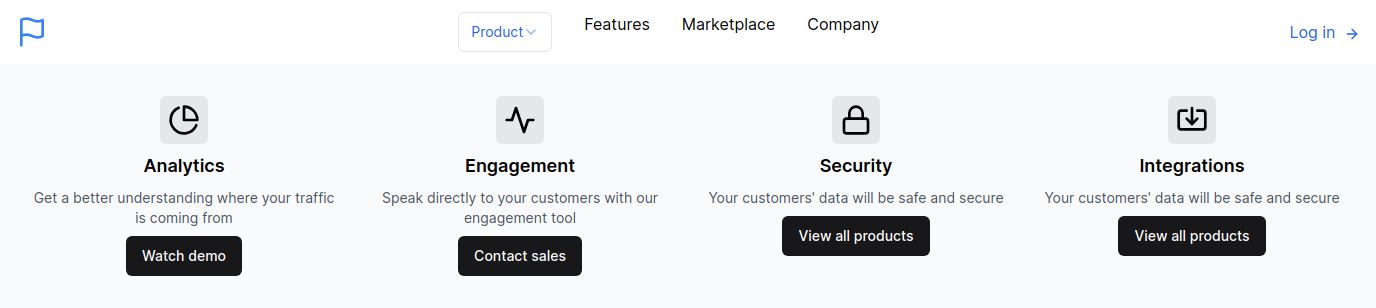 Product
Features
Marketplace
Company
Log in
Analytics
Get a better understanding where your traffic
is coming from
Watch demo
Engagement
Speak directly to your customers with our
engagement tool
Contact sales
Security
Your customers' data will be safe and secure
View all products
Integrations
Your customers' data will be safe and secure
View all products